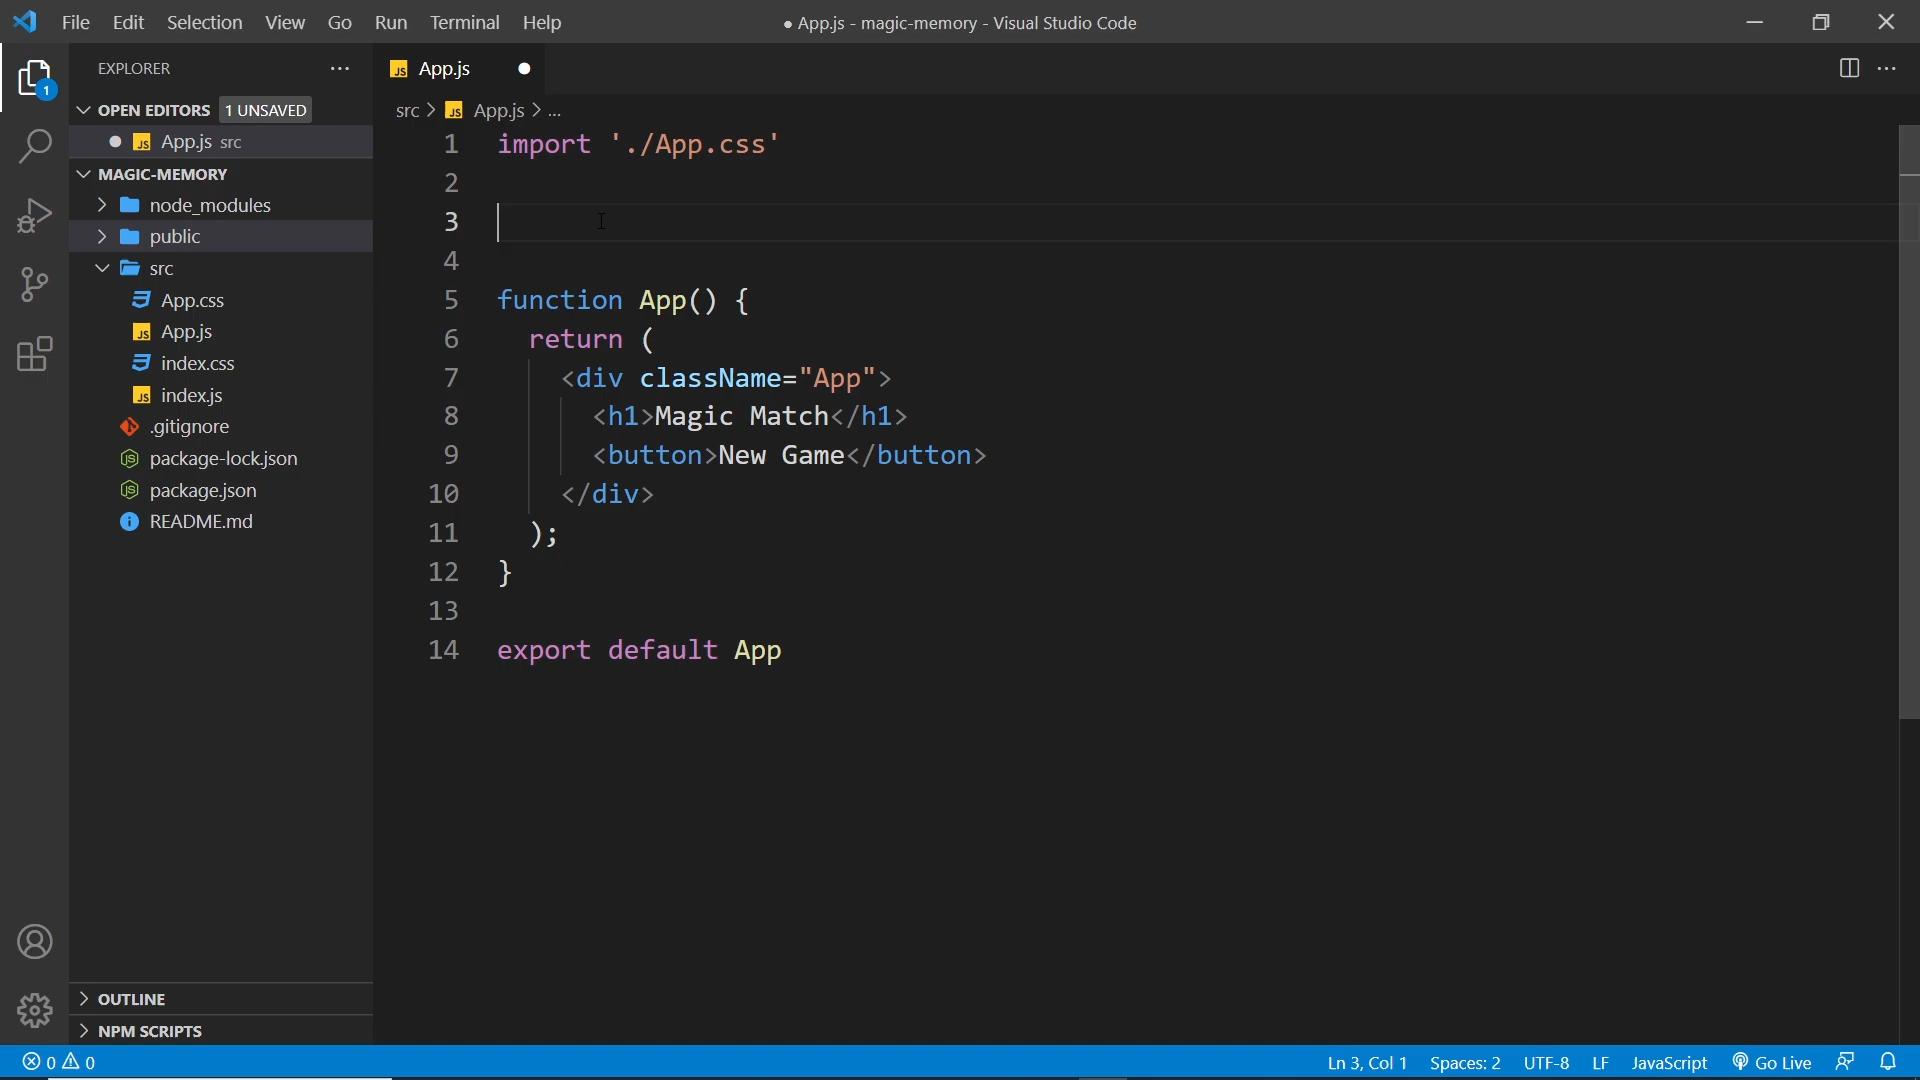 File Edit Selection View Go Run Terminal Help
● App.js - magic-memory - Visual Studio Code
EXPLORER
OPEN EDITORS 1 UNSAVED
App.js src
MAGIC-MEMORY
node_modules
public
src
App.css
App.js
index.css
index.js
.gitignore
package-lock.json
package.json
README.md
OUTLINE
NPM SCRIPTS
1
JS App.js
src > JS App.js > ...
1 import './App.css'
2
3
4
5 function App() {
6   return (
7     <div className="App">
8       <h1>Magic Match</h1>
9       <button>New Game</button>
10     </div>
11   );
12 }
13
14 export default App
0 0
Ln 3, Col 1 Spaces: 2 UTF-8 LF JavaScript Go Live